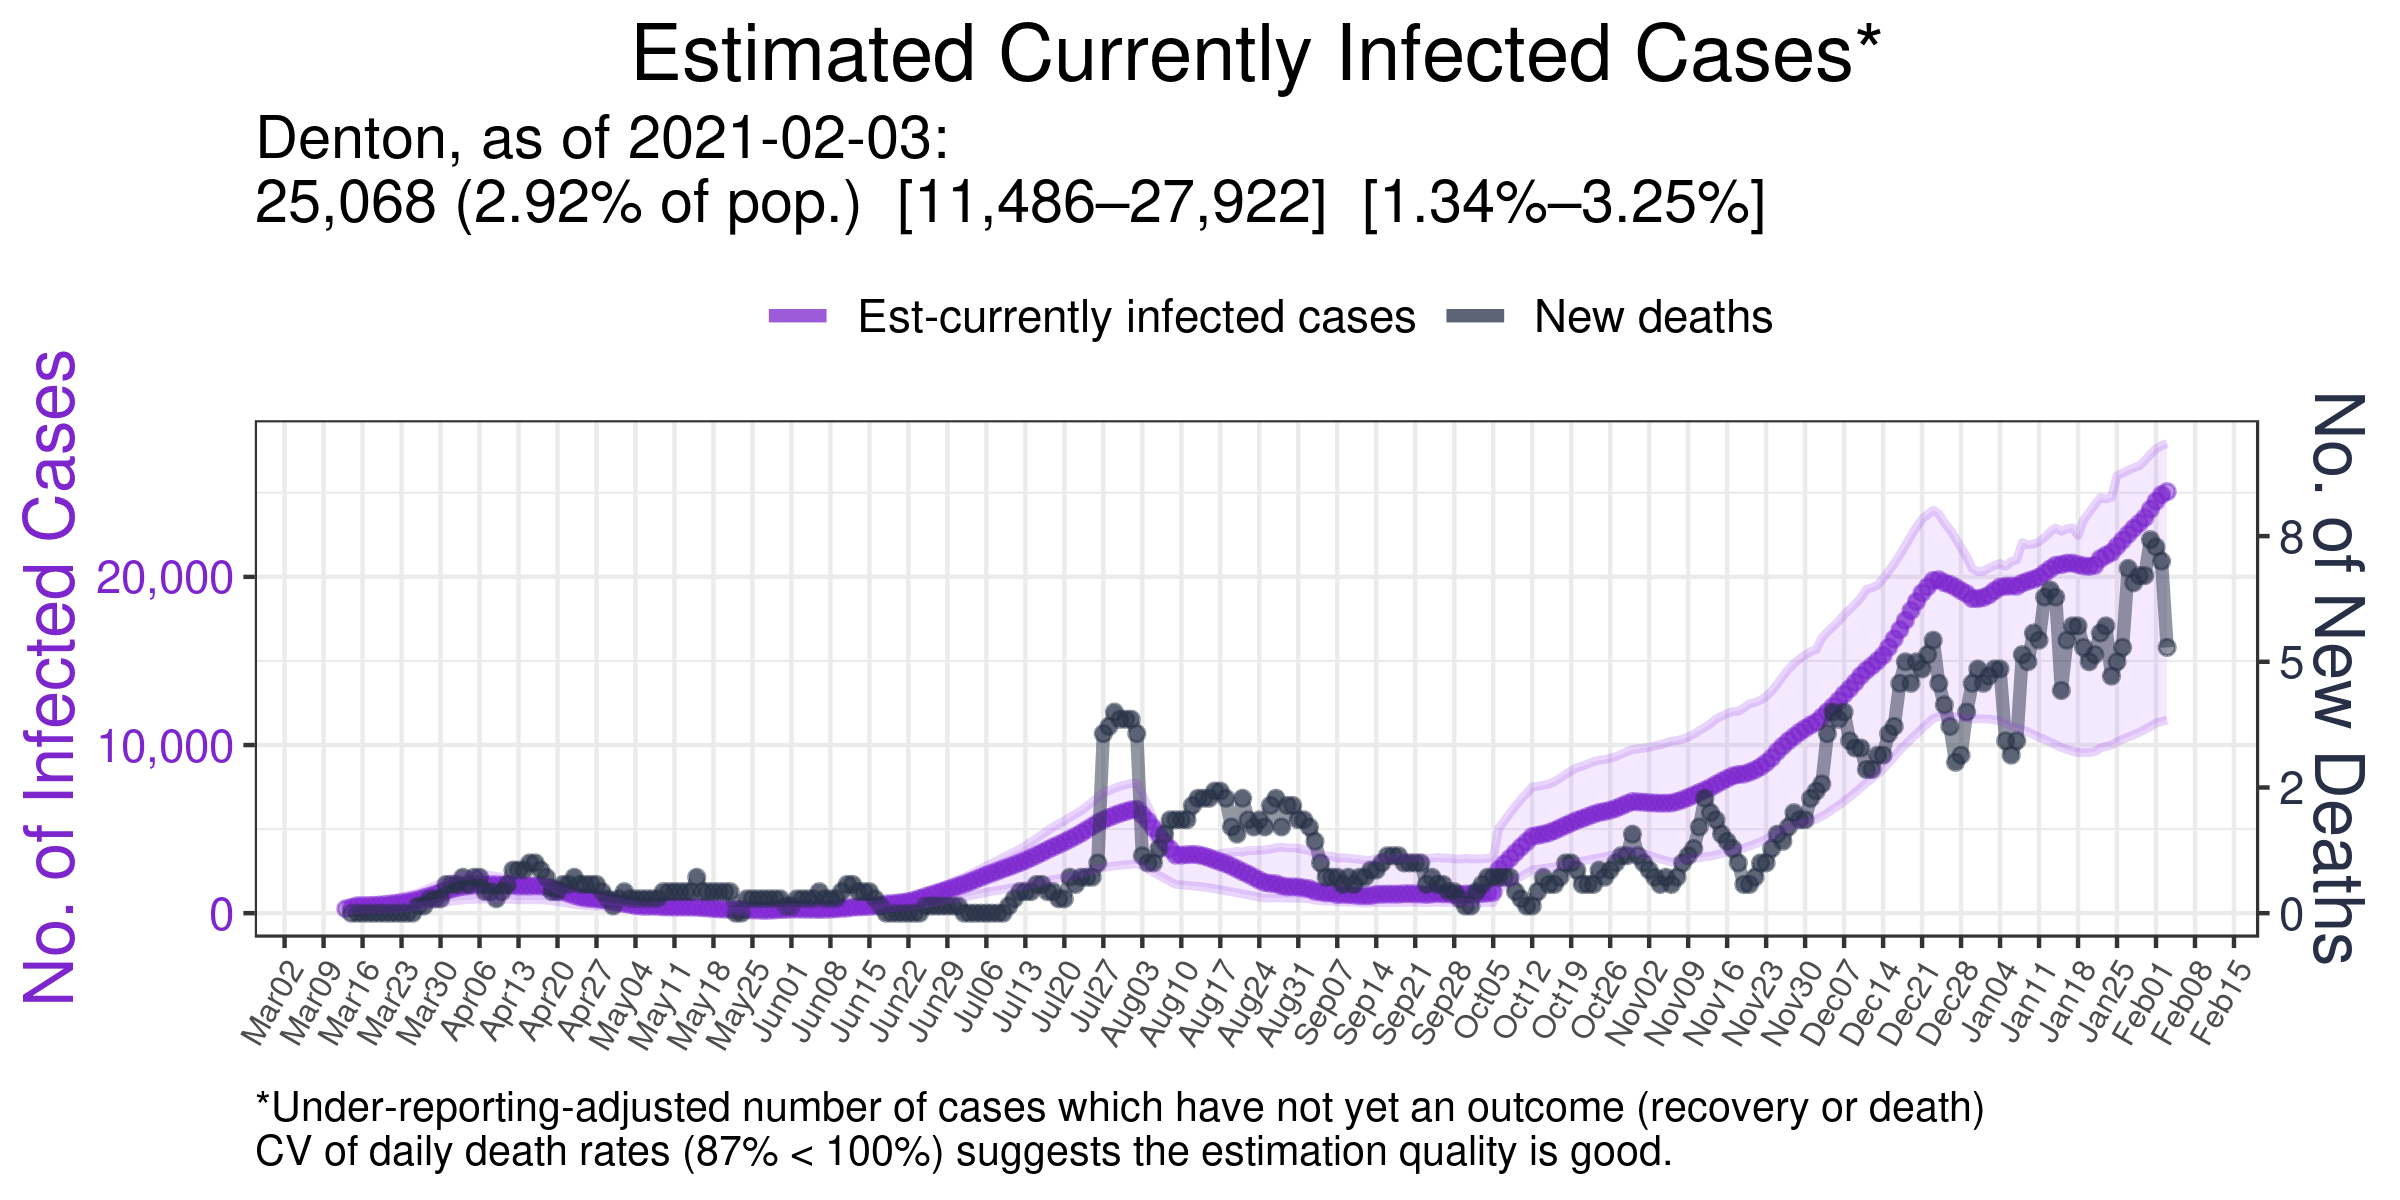 Estimated Currently Infected Cases*
Denton, as of 2021-02-03:
25,068 (2.92% of pop.) [11,486–27,922] [1.34%–3.25%]
Est-currently infected cases New deaths
No. of Infected Cases
20,000
10,000
0
8
5
2
0
No. of New Deaths
Mar02 Mar09 Mar16 Mar23 Mar30 Apr06 Apr13 Apr20 Apr27 May04 May11 May18 May25 Jun01 Jun08 Jun15 Jun22 Jun29 Jul06 Jul13 Jul20 Jul27 Aug03 Aug10 Aug17 Aug24 Aug31 Sep07 Sep14 Sep21 Sep28 Oct05 Oct12 Oct19 Oct26 Nov02 Nov09 Nov16 Nov23 Nov30 Dec07 Dec14 Dec21 Dec28 Jan04 Jan11 Jan18 Jan25 Feb01 Feb08 Feb15
*Under-reporting-adjusted number of cases which have not yet an outcome (recovery or death)
CV of daily death rates (87% < 100%) suggests the estimation quality is good.